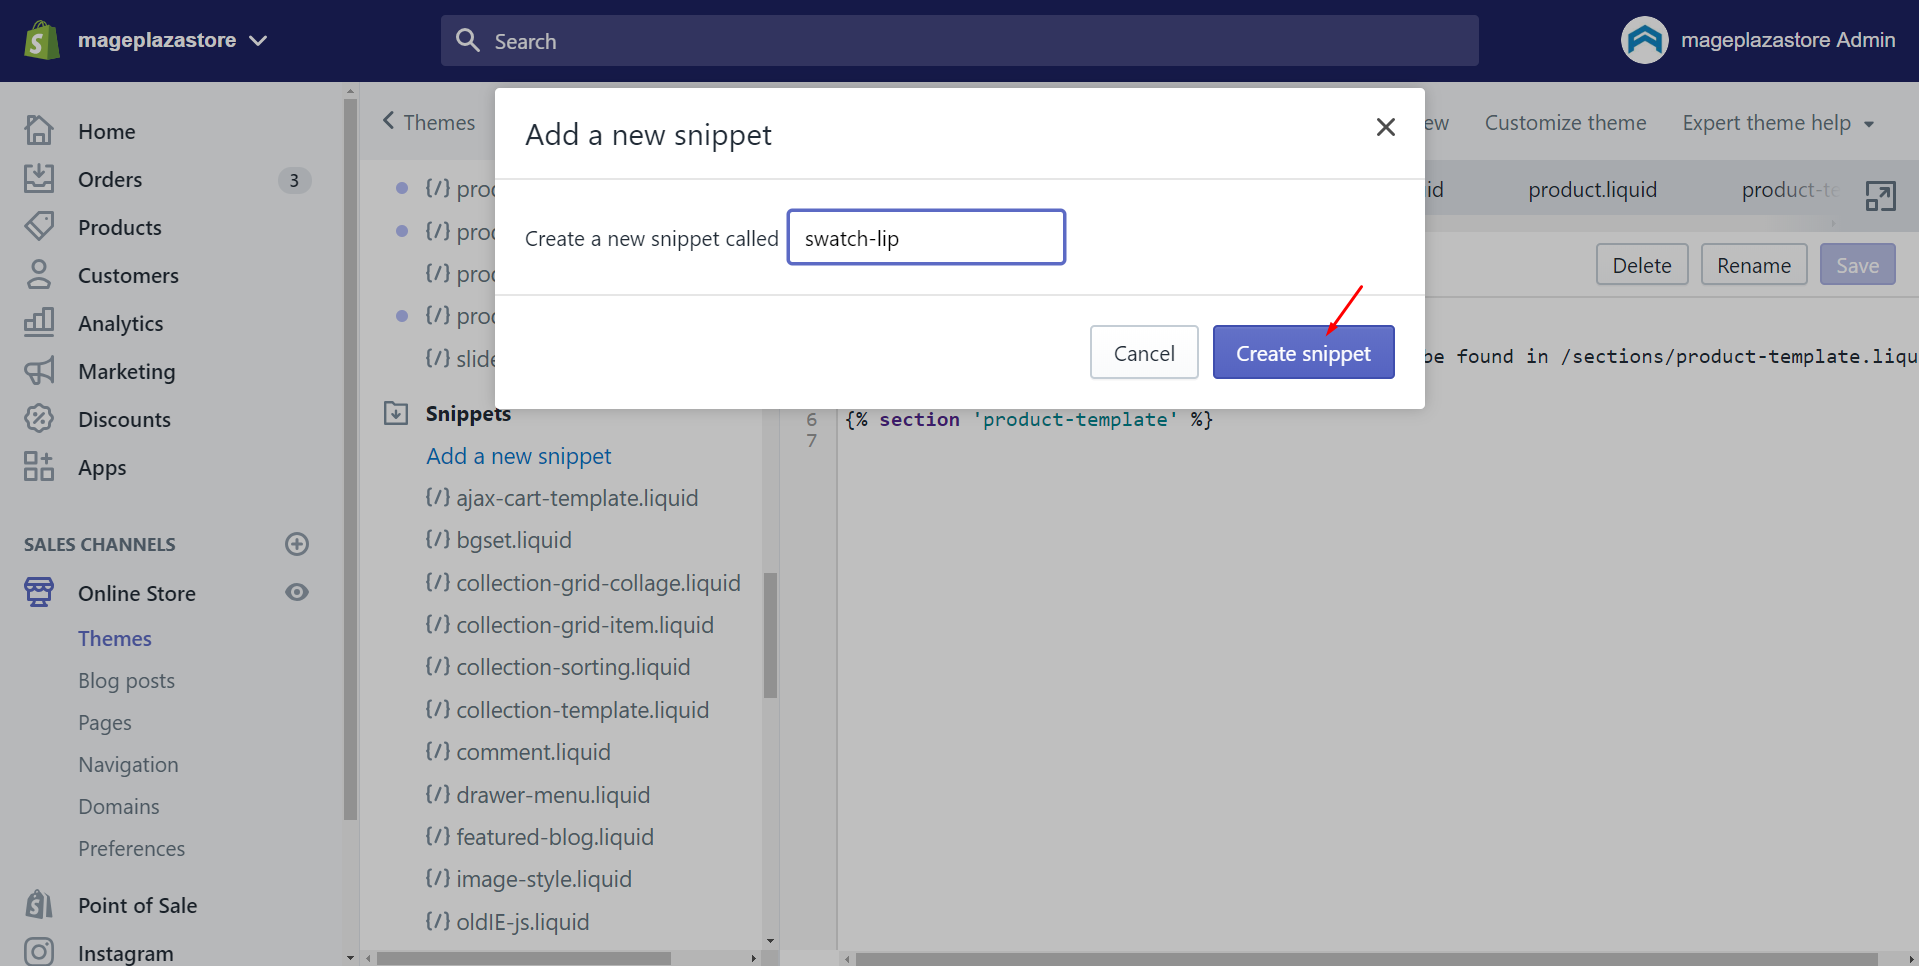 mageplazastore
Search
mageplazastore Admin
Home
Orders
3
Products
Customers
Analytics
Marketing
Discounts
Apps
SALES CHANNELS
Online Store
Themes
Blog posts
Pages
Navigation
Domains
Preferences
Point of Sale
Instagram
Themes
{/} proc
{/} proc
{/} proc
{/} proc
{/} slide
Snippets
Add a new snippet
{/} ajax-cart-template.liquid
{/} bgset.liquid
{/} collection-grid-collage.liquid
{/} collection-grid-item.liquid
{/} collection-sorting.liquid
{/} collection-template.liquid
{/} comment.liquid
{/} drawer-menu.liquid
{/} featured-blog.liquid
{/} image-style.liquid
{/} oldIE-js.liquid
Add a new snippet
Create a new snippet called swatch-lip
Cancel Create snippet
ew Customize theme Expert theme help
id product.liquid product-te
Delete Rename Save
be found in /sections/product-template.liqu
6 {% section 'product-template' %}
7